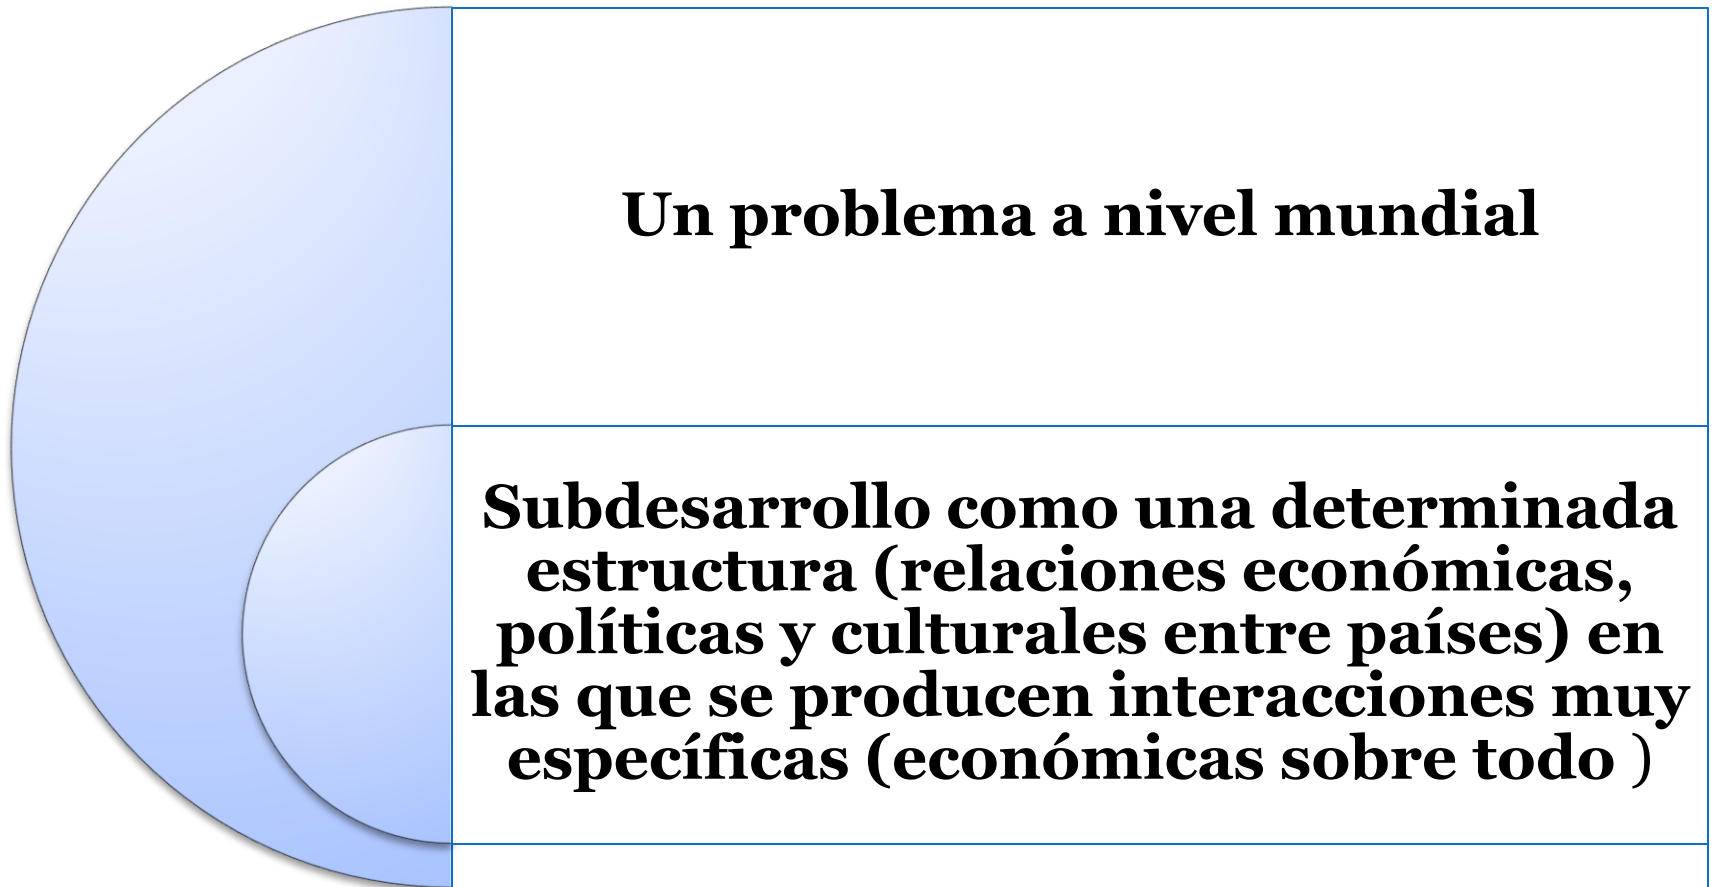 Un problema a nivel mundial
Subdesarrollo como una determinada
estructura (relaciones económicas,
políticas y culturales entre países) en
las que se producen interacciones muy
específicas (económicas sobre todo )